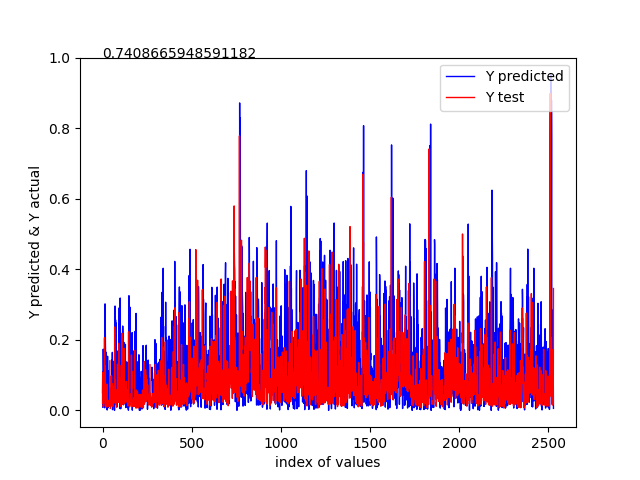 0.7408665948591182
Y predicted
Y test
1.0
0.8
0.6
0.4
0.2
0.0
Y predicted & Y actual
0 500 1000 1500 2000 2500
index of values